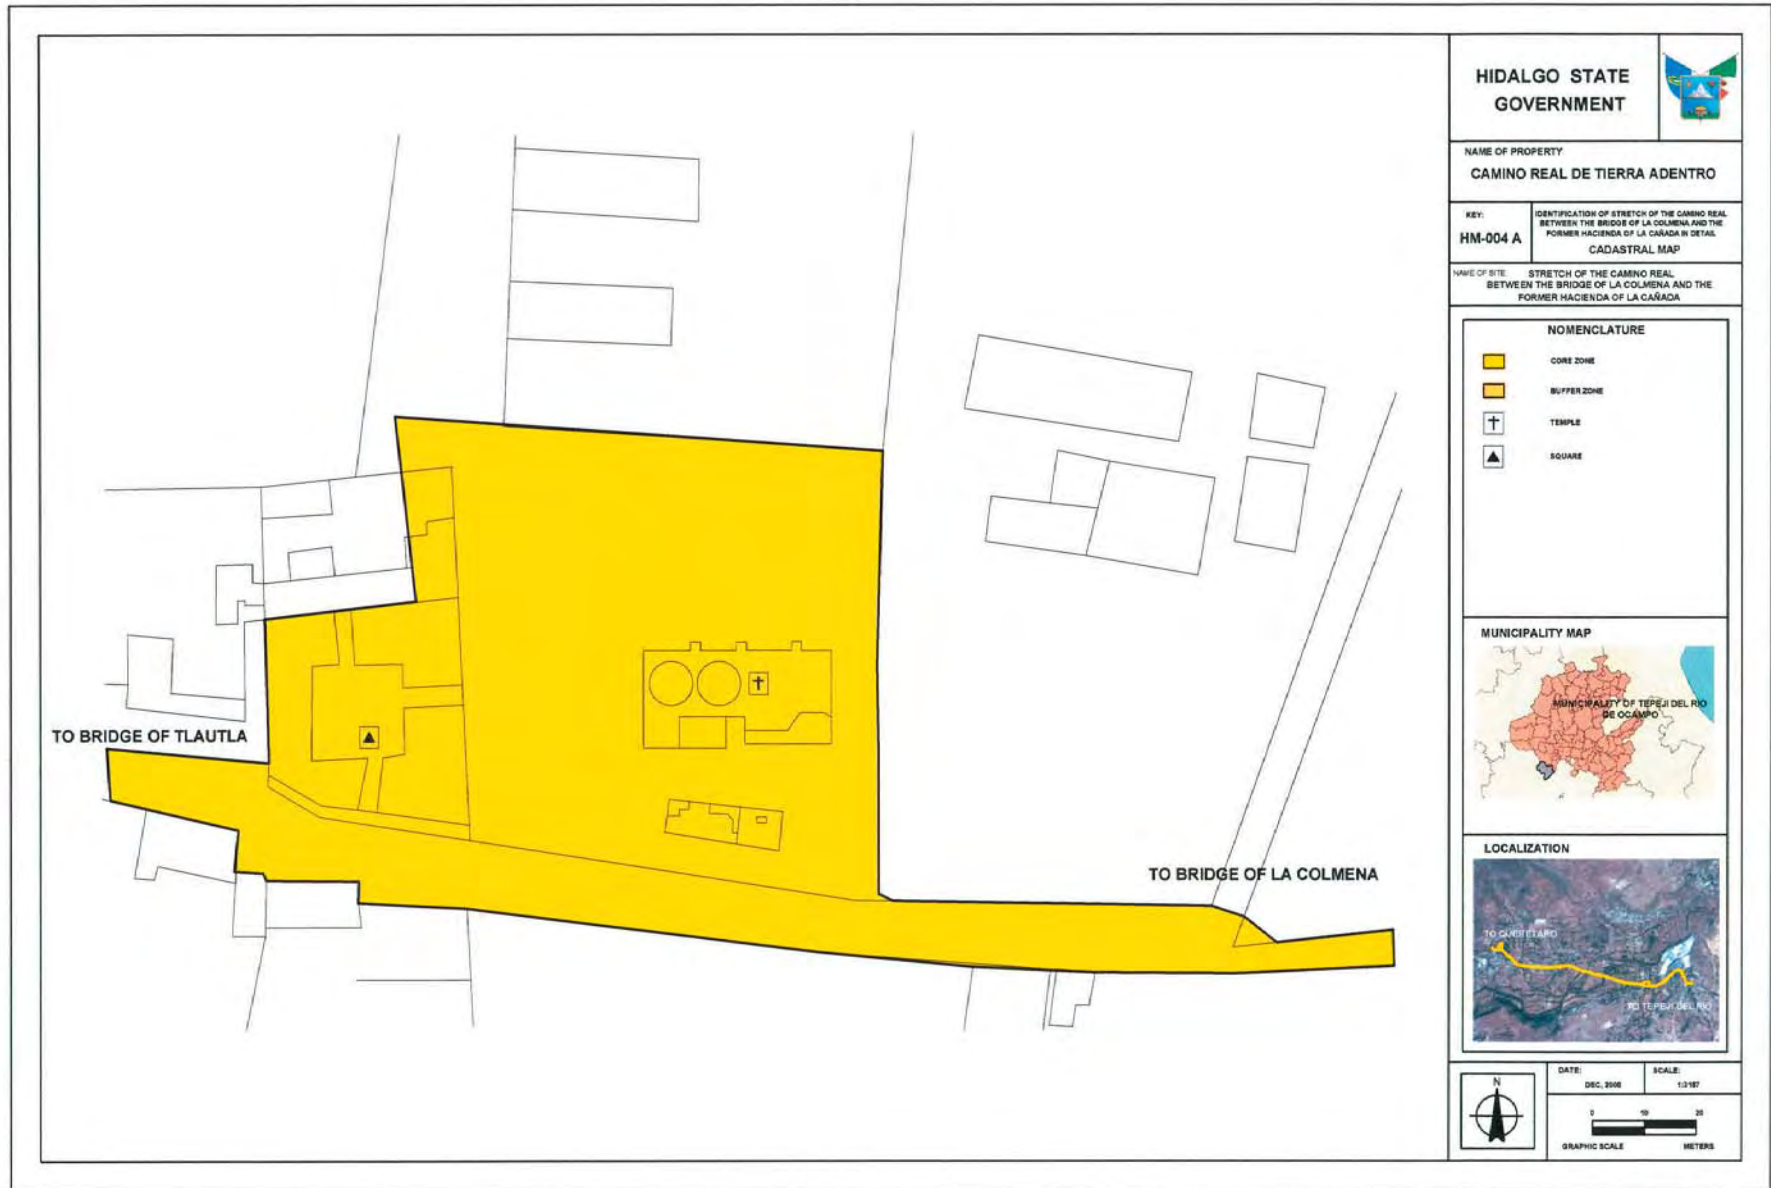 HIDALGO STATE
GOVERNMENT
NAME OF PROPERTY
CAMINO REAL DE TIERRA ADENTRO
KEY:
HM-004 A
IDENTIFICATION OF STRETCH OF THE CAMINO REAL
BETWEEN THE BRIDGE OF LA COLMENA AND THE
FORMER HACIENDA OF LA CAÑADA IN DETAIL
CADASTRAL MAP
NAME OF SITE:
STRETCH OF THE CAMINO REAL
BETWEEN THE BRIDGE OF LA COLMENA AND THE
FORMER HACIENDA OF LA CAÑADA
NOMENCLATURE
CORE ZONE
BUFFER ZONE
TEMPLE
SQUARE
TO BRIDGE OF TLAUTLA
TO BRIDGE OF LA COLMENA
MUNICIPALITY MAP
MUNICIPALITY OF TEPEJI DEL RIO
DE OCAMPO
LOCALIZATION
TO QUERETARO
TO TEPEJI DEL RIO
N
DATE:
DEC,
SCALE:
0 10 20
GRAPHIC SCALE
METERS